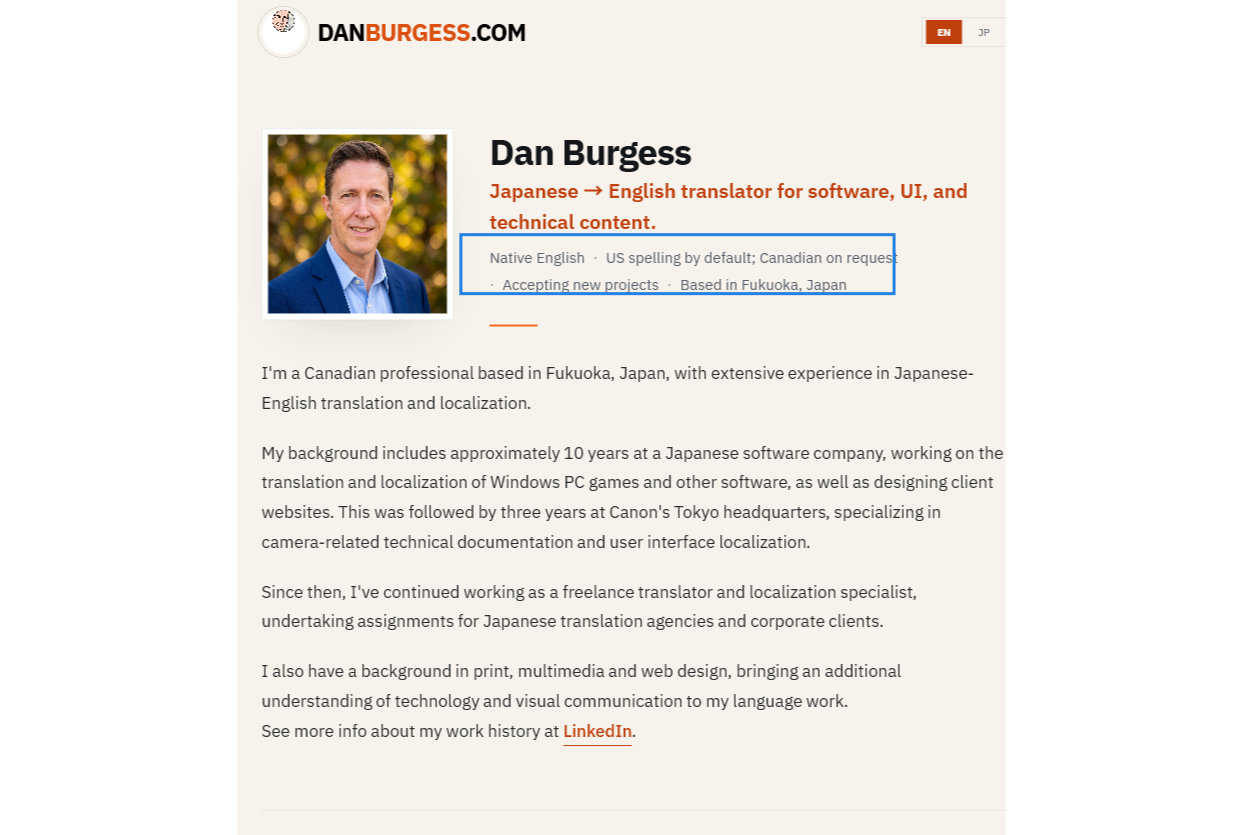 DANBURGESS.COM
EN JP
Dan Burgess
Japanese → English translator for software, UI, and
technical content.
Native English · US spelling by default; Canadian on request
· Accepting new projects · Based in Fukuoka, Japan
I'm a Canadian professional based in Fukuoka, Japan, with extensive experience in Japanese-
English translation and localization.
My background includes approximately 10 years at a Japanese software company, working on the
translation and localization of Windows PC games and other software, as well as designing client
websites. This was followed by three years at Canon's Tokyo headquarters, specializing in
camera-related technical documentation and user interface localization.
Since then, I've continued working as a freelance translator and localization specialist,
undertaking assignments for Japanese translation agencies and corporate clients.
I also have a background in print, multimedia and web design, bringing an additional
understanding of technology and visual communication to my language work.
See more info about my work history at LinkedIn.